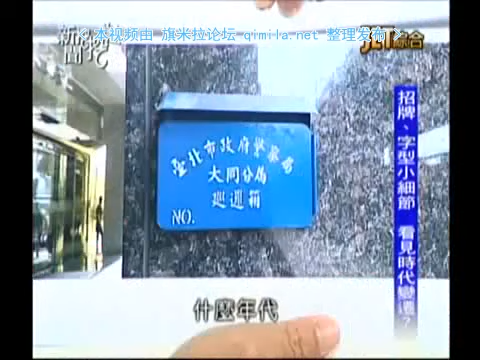 本视频由 旗米拉论坛 qimila.net 整理发布
JET綜合
臺北市政府警察局
大同分局
巡邏箱
NO.
招牌、字型小細節 看見時代變遷?
什麼年代